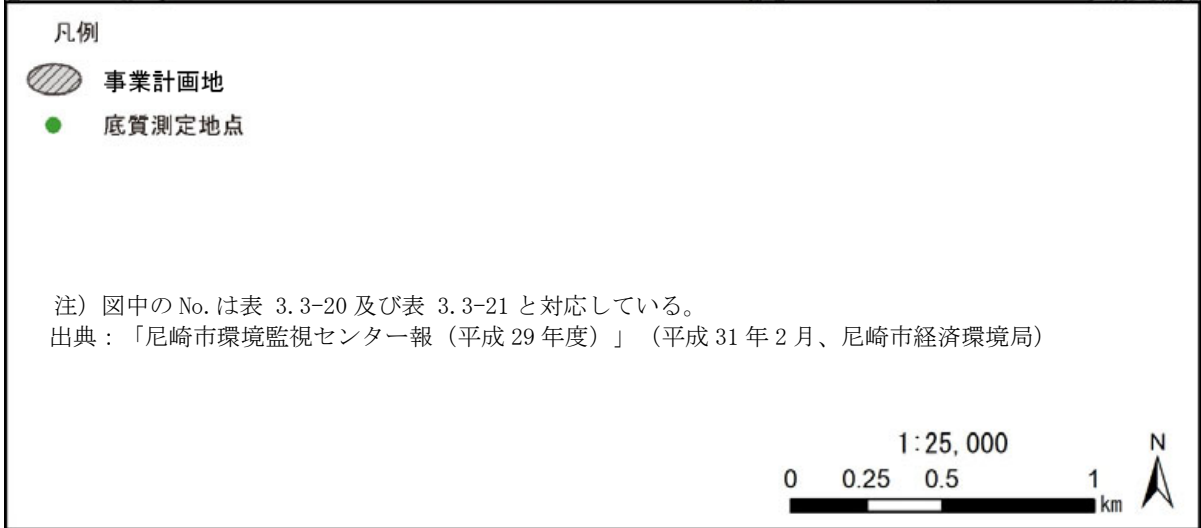 凡例
事業計画地
底質測定地点
注）図中の No.は表 3.3-20 及び表 3.3-21 と対応している。
出典：「尼崎市環境監視センター報（平成 29 年度）」（平成 31 年 2 月、尼崎市経済環境局）
1:25,000
N
0 0.25 0.5 1
km